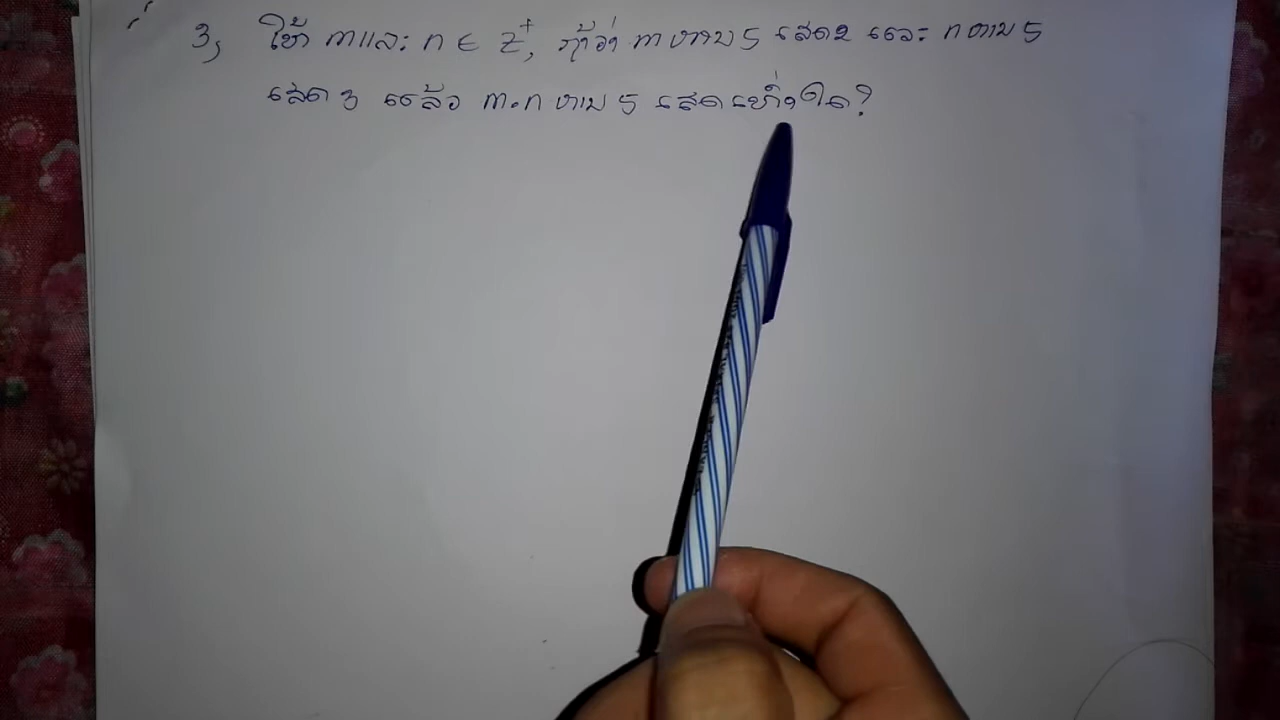 3, ໃຫ້ m ແລະ n ∈ Z⁺, ຖ້າວ່າ m ຫານ 5 ເສດ 2 ແລະ n ຫານ 5
ເສດ 3 ແລ້ວ m·n ຫານ 5 ເສດເທົ່າໃດ?